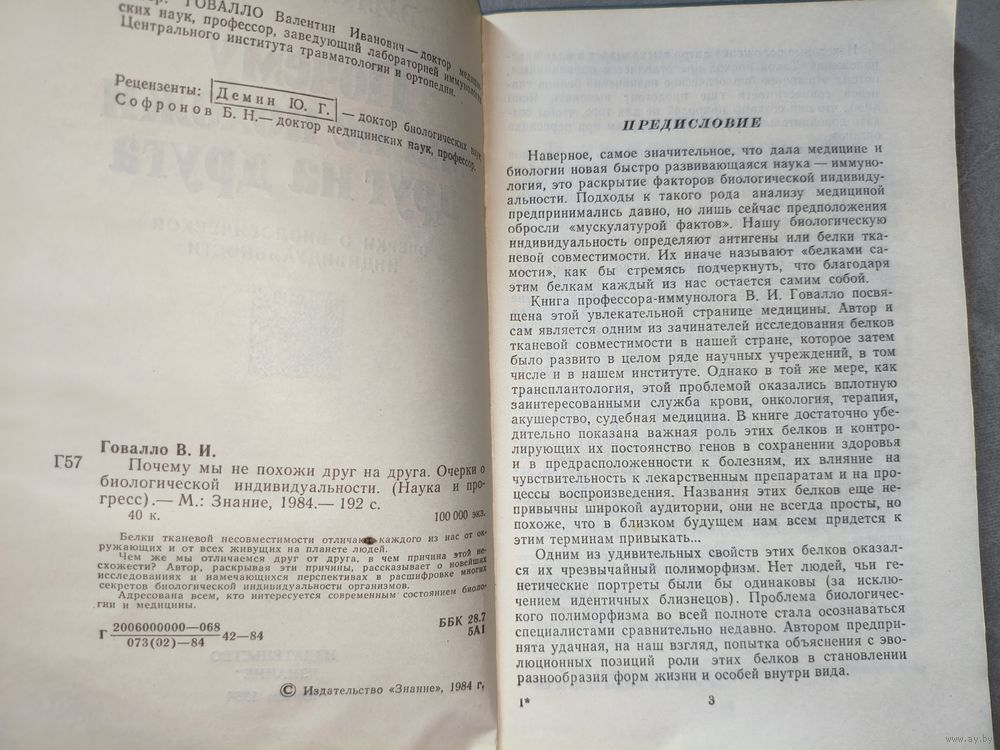 ГОВАЛЛО Валентин Иванович — доктор медицин-
ских наук, профессор, заведующий лабораторией иммунологии
Центрального института травматологии и ортопедии.
Рецензенты: Демин Ю. Г. — доктор биологических наук,
Софронов Б. Н.— доктор медицинских наук, профессор.
Говалло В. И.
Г57 Почему мы не похожи друг на друга. Очерки о
биологической индивидуальности. (Наука и про-
гресс).— М.: Знание, 1984.— 192 с.
40 к. 100 000 экз.
Белки тканевой несовместимости отличают каждого из нас от ок-
ружающих и от всех живущих на планете людей.
Чем же мы отличаемся друг от друга, в чем причина этой не-
схожести? Автор, раскрывая эти причины, рассказывает о новейших
исследованиях и намечающихся перспективах в расшифровке многих
секретов биологической индивидуальности организмов.
Адресована всем, кто интересуется современным состоянием биоло-
гии и медицины.
Г 2006000000—068
073(02)—84 42—84
ББК 28.7
5А1
© Издательство «Знание», 1984 г.
ПРЕДИСЛОВИЕ
Наверное, самое значительное, что дала медицине и
биологии новая быстро развивающаяся наука — иммуно-
логия, это раскрытие факторов биологической индивиду-
альности. Подходы к такого рода анализу медициной
предпринимались давно, но лишь сейчас предположения
обросли «мускулатурой фактов». Нашу биологическую
индивидуальность определяют антигены или белки тка-
невой совместимости. Их иначе называют «белками са-
мости», как бы стремясь подчеркнуть, что благодаря
этим белкам каждый из нас остается самим собой.
Книга профессора-иммунолога В. И. Говалло посвя-
щена этой увлекательной странице медицины. Автор и
сам является одним из зачинателей исследования белков
тканевой совместимости в нашей стране, которое затем
было развито в целом ряде научных учреждений, в том
числе и в нашем институте. Однако в той же мере, как
трансплантология, этой проблемой оказались вплотную
заинтересованными служба крови, онкология, терапия,
акушерство, судебная медицина. В книге достаточно убе-
дительно показана важная роль этих белков и контро-
лирующих их постоянство генов в сохранении здоровья
и в предрасположенности к болезням, их влияние на
чувствительность к лекарственным препаратам и на про-
цессы воспроизведения. Названия этих белков еще не-
привычны широкой аудитории, они не всегда просты, но
похоже, что в близком будущем нам всем придется к
этим терминам привыкать...
Одним из удивительных свойств этих белков оказал-
ся их чрезвычайный полиморфизм. Нет людей, чьи ге-
нетические портреты были бы одинаковы (за исклю-
чением идентичных близнецов). Проблема биологическо-
го полиморфизма во всей полноте стала осознаваться
специалистами сравнительно недавно. Автором предпри-
нята удачная, на наш взгляд, попытка объяснения с эво-
люционных позиций роли этих белков в становлении
разнообразия форм жизни и особей внутри вида.
1* 3
www.ay.by